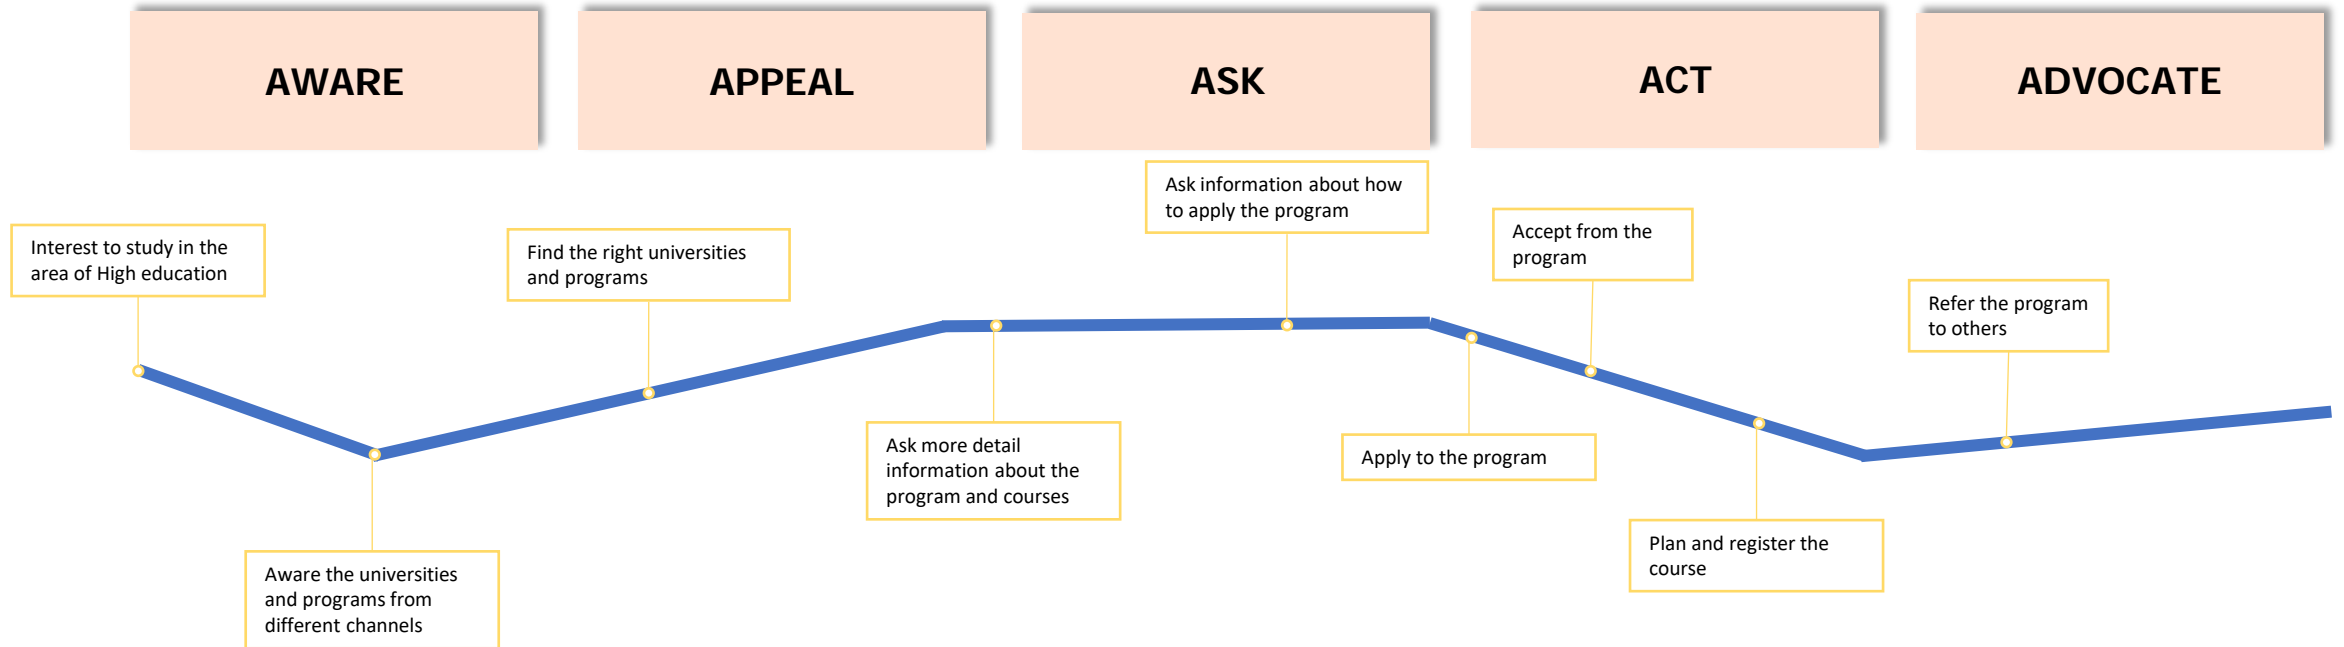 AWARE
APPEAL
ASK
ACT
ADVOCATE
Interest to study in the
area of High education
Aware the universities
and programs from
different channels
Find the right universities
and programs
Ask more detail
information about the
program and courses
Ask information about how
to apply the program
Apply to the program
Accept from the
program
Plan and register the
course
Refer the program
to others